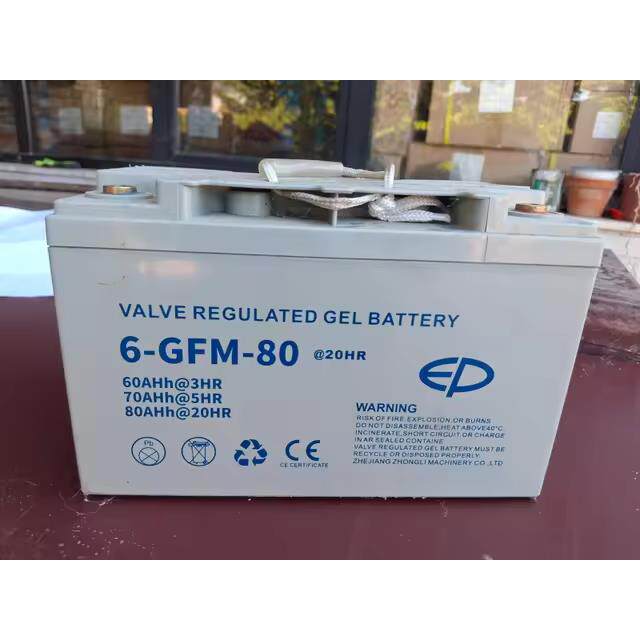 VALVE REGULATED GEL BATTERY
6-GFM-80 @20HR
60AHh@3HR
70AHh@5HR
80AHh@20HR
EP
Pb
CE
CE CERTIFICATE
WARNING
RISK OF FIRE.EXPLOSION.OR BURNS
DO NOT DISASSEMBLE,HEAT ABOVE40°C,
INCINERATE,SHORT CIRCUIT OR CHARGE
IN AR SEALED CONTAINE
VALVE REGULATED GEL BATTERY MUST BE
RECYCLE OR DISPOSED PROPERLY.
ZHEJIANG ZHONGLI MACHINERY CO .,LTD